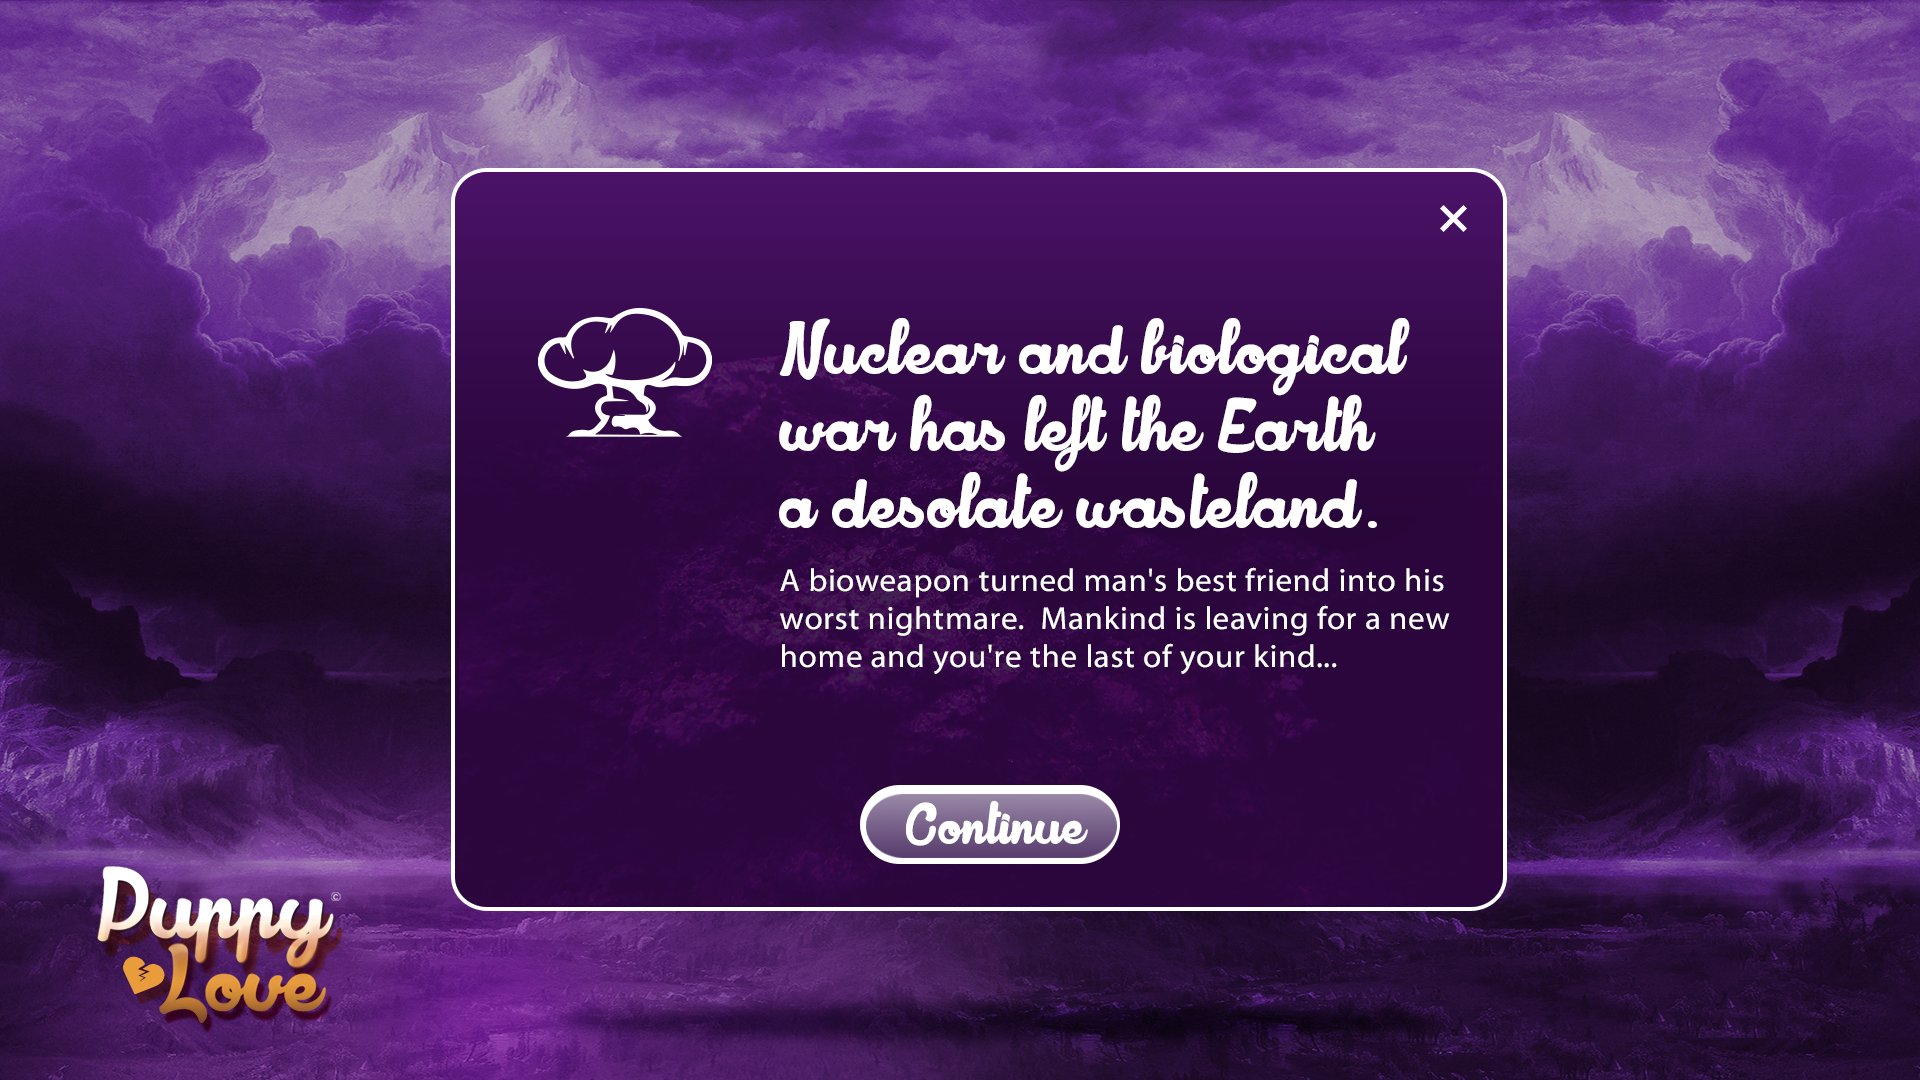 Nuclear and biological
war has left the Earth
a desolate wasteland.
A bioweapon turned man's best friend into his
worst nightmare.  Mankind is leaving for a new
home and you're the last of your kind...
Continue
Puppy ©
Love